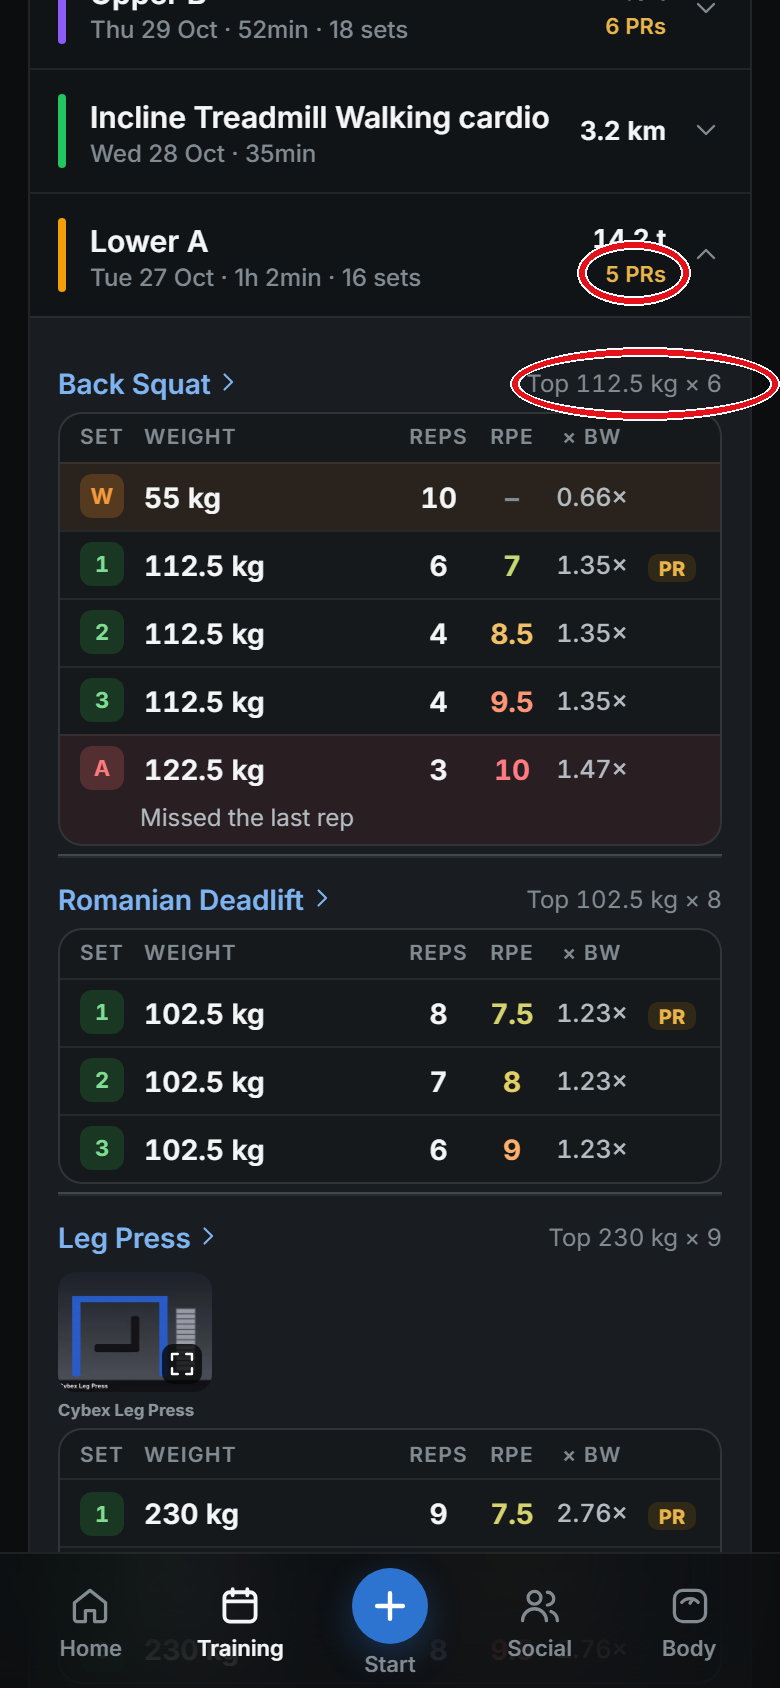 Upper B
Thu 29 Oct · 52min · 18 sets
6 PRs
Incline Treadmill Walking cardio
3.2 km
Wed 28 Oct · 35min
Lower A
14.2 t
Tue 27 Oct · 1h 2min · 16 sets
5 PRs
Back Squat
Top 112.5 kg × 6
SET WEIGHT REPS RPE × BW
W 55 kg 10 – 0.66×
1 112.5 kg 6 7 1.35× PR
2 112.5 kg 4 8.5 1.35×
3 112.5 kg 4 9.5 1.35×
A 122.5 kg 3 10 1.47×
Missed the last rep
Romanian Deadlift
Top 102.5 kg × 8
SET WEIGHT REPS RPE × BW
1 102.5 kg 8 7.5 1.23× PR
2 102.5 kg 7 8 1.23×
3 102.5 kg 6 9 1.23×
Leg Press
Top 230 kg × 9
Cybex Leg Press
Cybex Leg Press
SET WEIGHT REPS RPE × BW
1 230 kg 9 7.5 2.76× PR
230 8 2.76×
Home Training Start Social Body